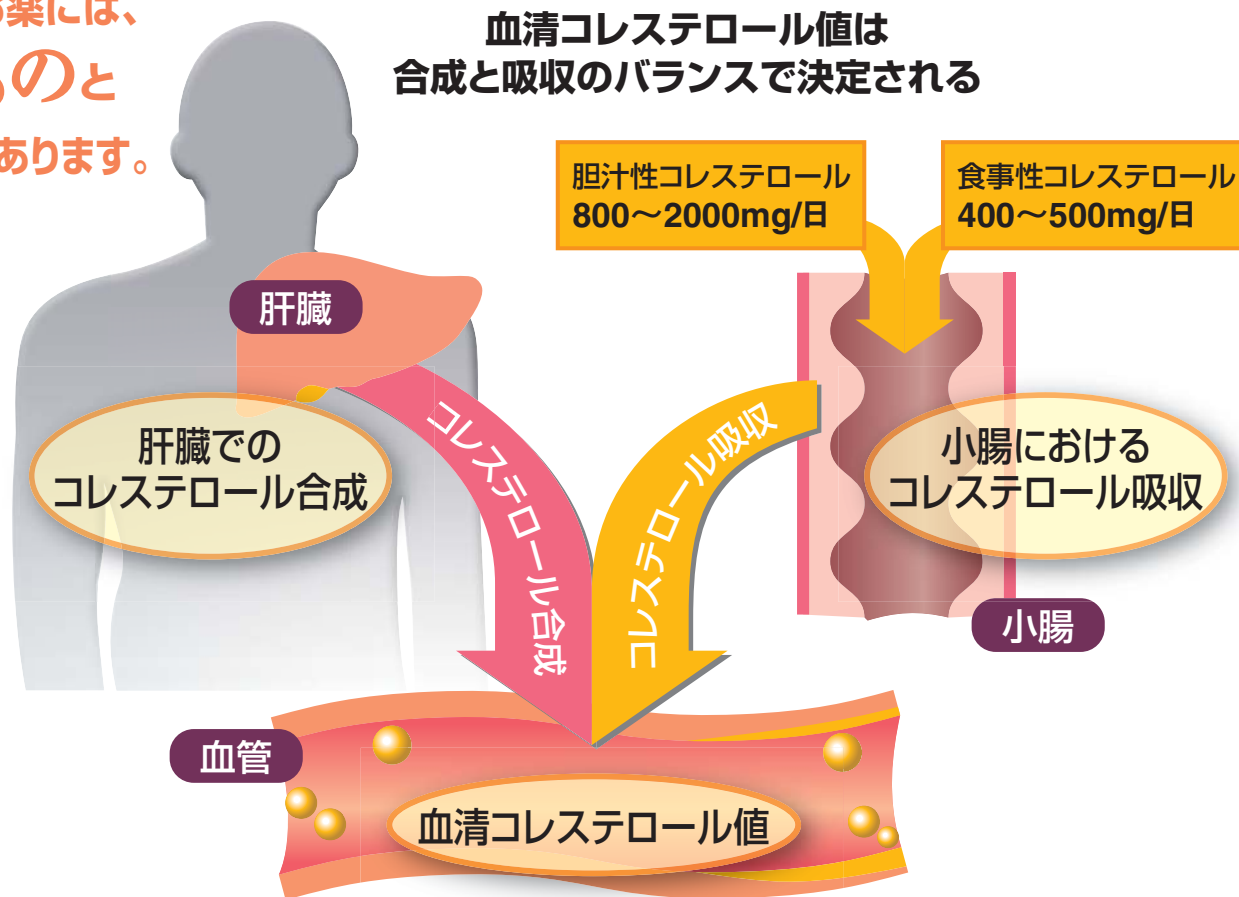 薬には、
のと
あります。
血清コレステロール値は
合成と吸収のバランスで決定される
胆汁性コレステロール
800〜2000mg/日
食事性コレステロール
400〜500mg/日
肝臓
肝臓での
コレステロール合成
コレステロール合成
コレステロール吸収
小腸における
コレステロール吸収
小腸
血管
血清コレステロール値